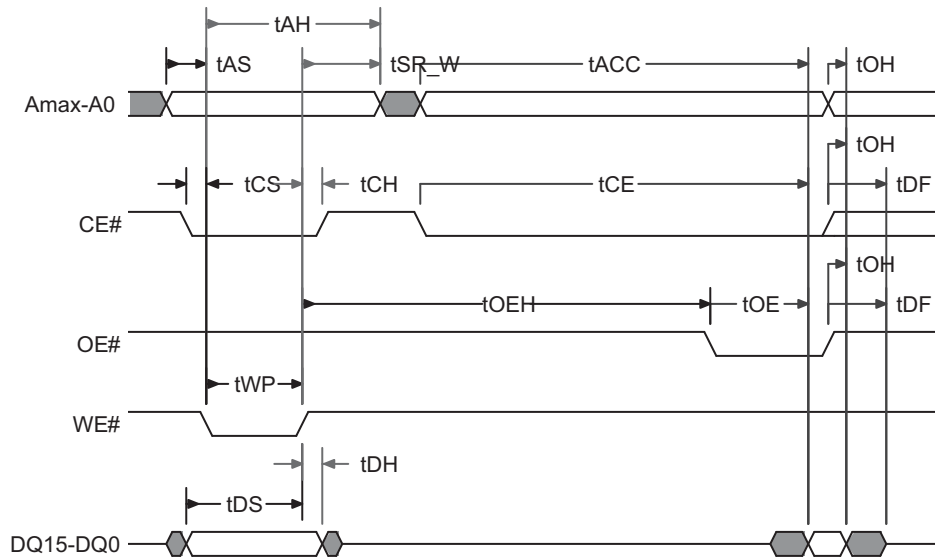 tAH
tAS
tSR_W
tACC
tOH
Amax-A0
tOH
tCS
tCH
tCE
tDF
CE#
tOH
tOEH
tOE
tDF
OE#
tWP
WE#
tDH
tDS
DQ15-DQ0